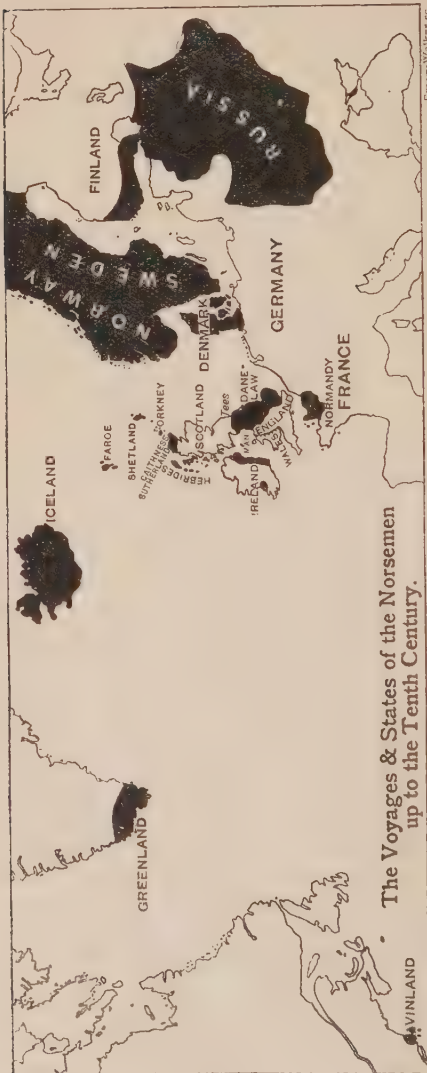 FINLAND
RUSSIA
NORWAY
SWEDEN
DENMARK
GERMANY
ICELAND
FAROE
SHETLAND
ORKNEY
CAITHNESS
SUTHERLAND
HEBRIDES
SCOTLAND
Tees
DANE-
LAW
MAN
ENGLAND
IRELAND
NORMANDY
FRANCE
GREENLAND
VINLAND
The Voyages & States of the Norsemen
up to the Tenth Century.